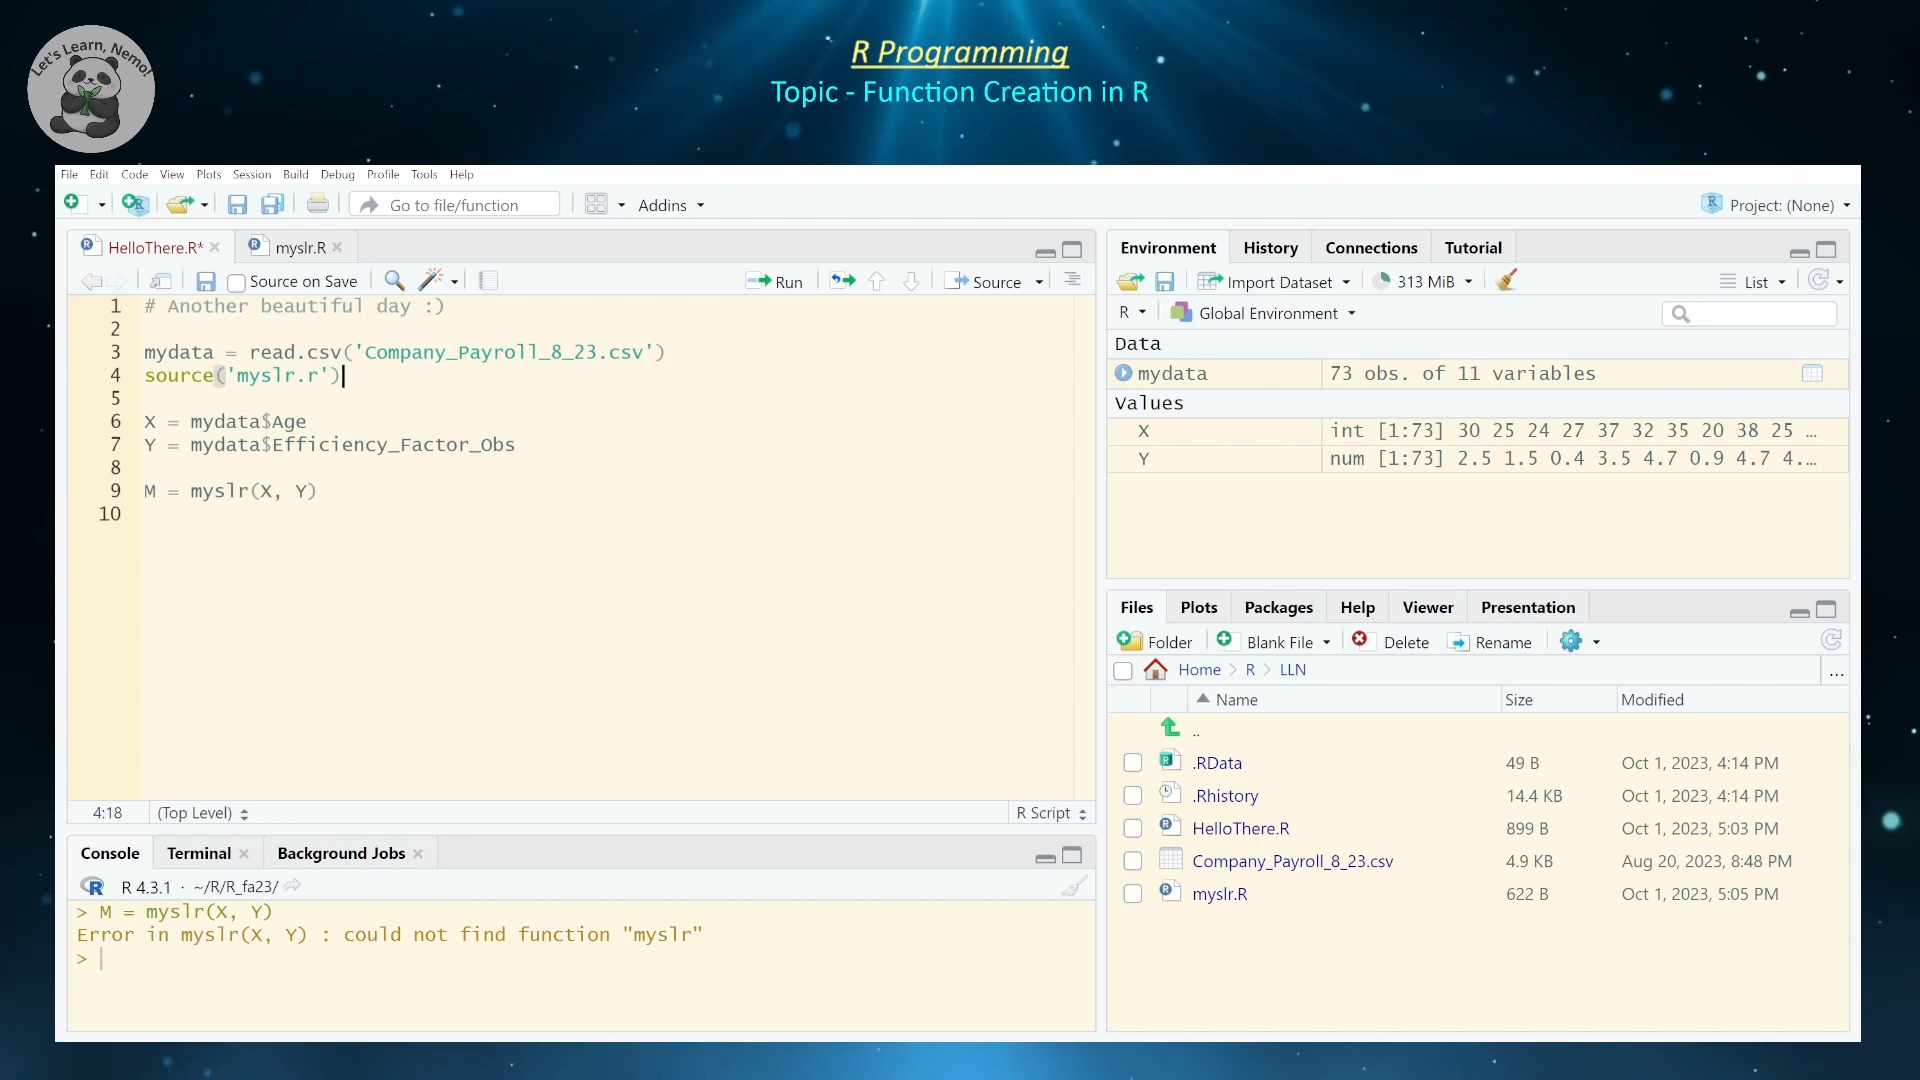 Let's Learn, Nemo!
R Programming
Topic - Function Creation in R
File Edit Code View Plots Session Build Debug Profile Tools Help
Go to file/function Addins Project: (None)
HelloThere.R* myslr.R
Source on Save Run Source
1 # Another beautiful day :)
2
3 mydata = read.csv('Company_Payroll_8_23.csv')
4 source('myslr.r')
5
6 X = mydata$Age
7 Y = mydata$Efficiency_Factor_Obs
8
9 M = myslr(X, Y)
10
4:18 (Top Level) R Script
Console Terminal Background Jobs
R 4.3.1 · ~/R/R_fa23/
> M = myslr(X, Y)
Error in myslr(X, Y) : could not find function "myslr"
>
Environment History Connections Tutorial
Import Dataset 313 MiB List
R Global Environment
Data
mydata 73 obs. of 11 variables
Values
X int [1:73] 30 25 24 27 37 32 35 20 38 25 ...
Y num [1:73] 2.5 1.5 0.4 3.5 4.7 0.9 4.7 4....
Files Plots Packages Help Viewer Presentation
Folder Blank File Delete Rename
Home R LLN ...
Name Size Modified
..
.RData 49 B Oct 1, 2023, 4:14 PM
.Rhistory 14.4 KB Oct 1, 2023, 4:14 PM
HelloThere.R 899 B Oct 1, 2023, 5:03 PM
Company_Payroll_8_23.csv 4.9 KB Aug 20, 2023, 8:48 PM
myslr.R 622 B Oct 1, 2023, 5:05 PM